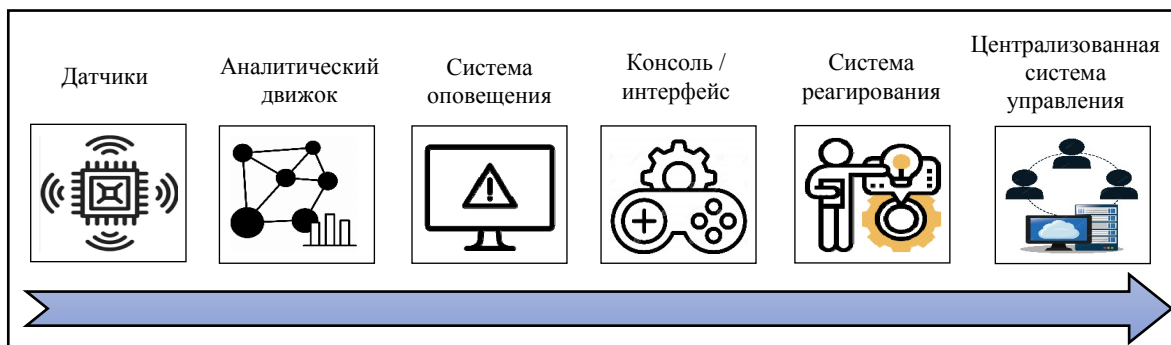 Датчики
Аналитический
движок
Система
оповещения
Консоль /
интерфейс
Система
реагирования
Централизованная
система
управления